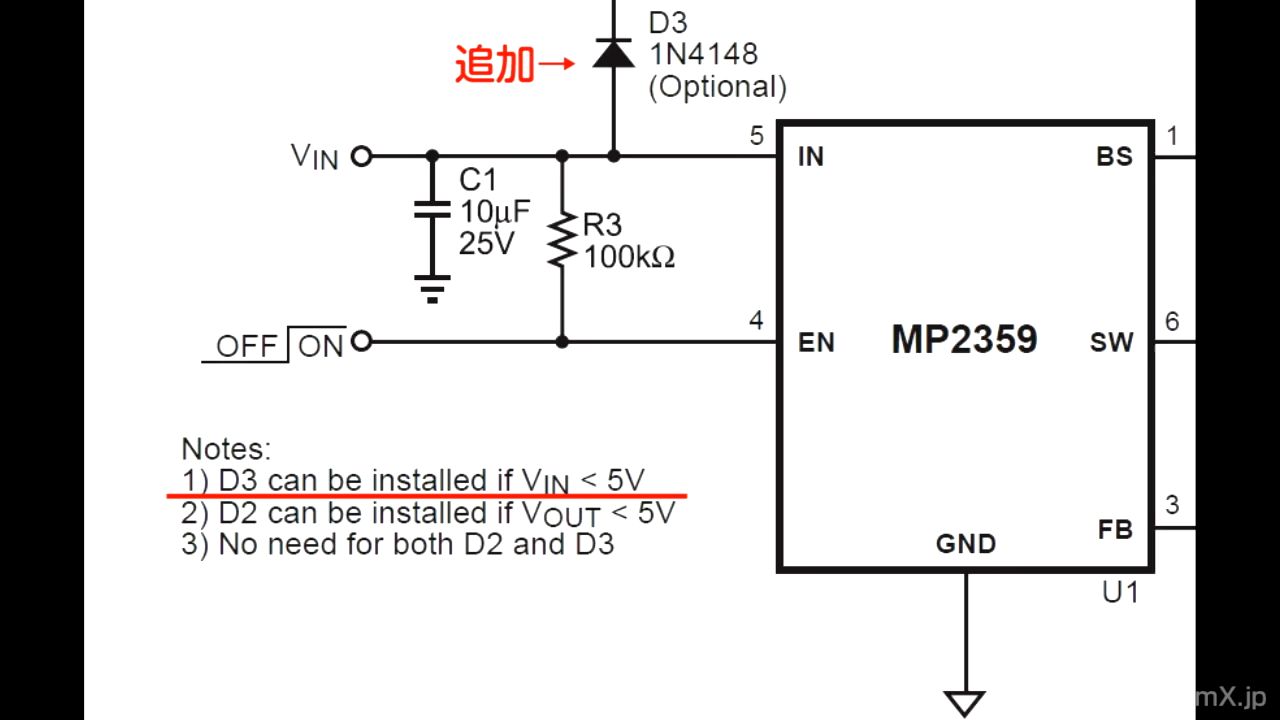 D3
1N4148
(Optional)
追加
VIN
C1
10μF
25V
R3
100kΩ
OFF ON
5
IN
4
EN
MP2359
BS
1
SW
6
FB
3
GND
U1
Notes:
1) D3 can be installed if VIN < 5V
2) D2 can be installed if VOUT < 5V
3) No need for both D2 and D3
mX.jp